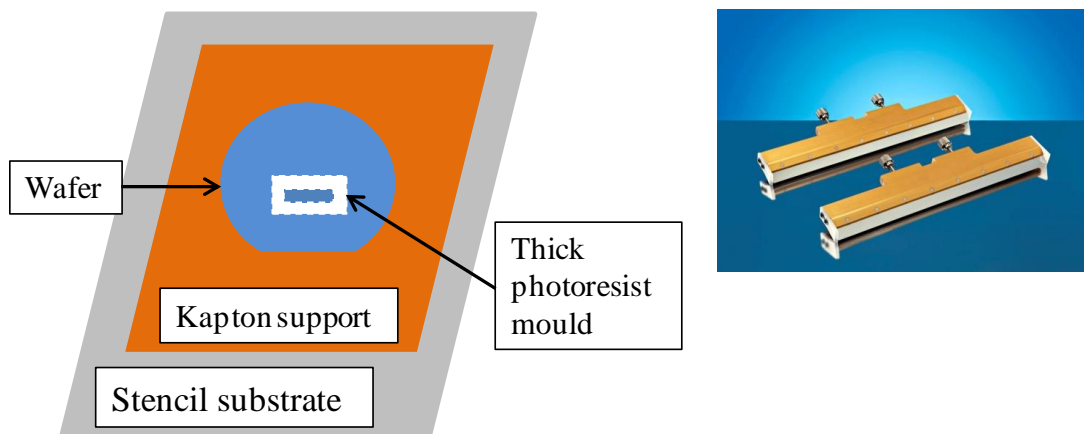 Wafer
Thick
photoresist
mould
Kapton support
Stencil substrate